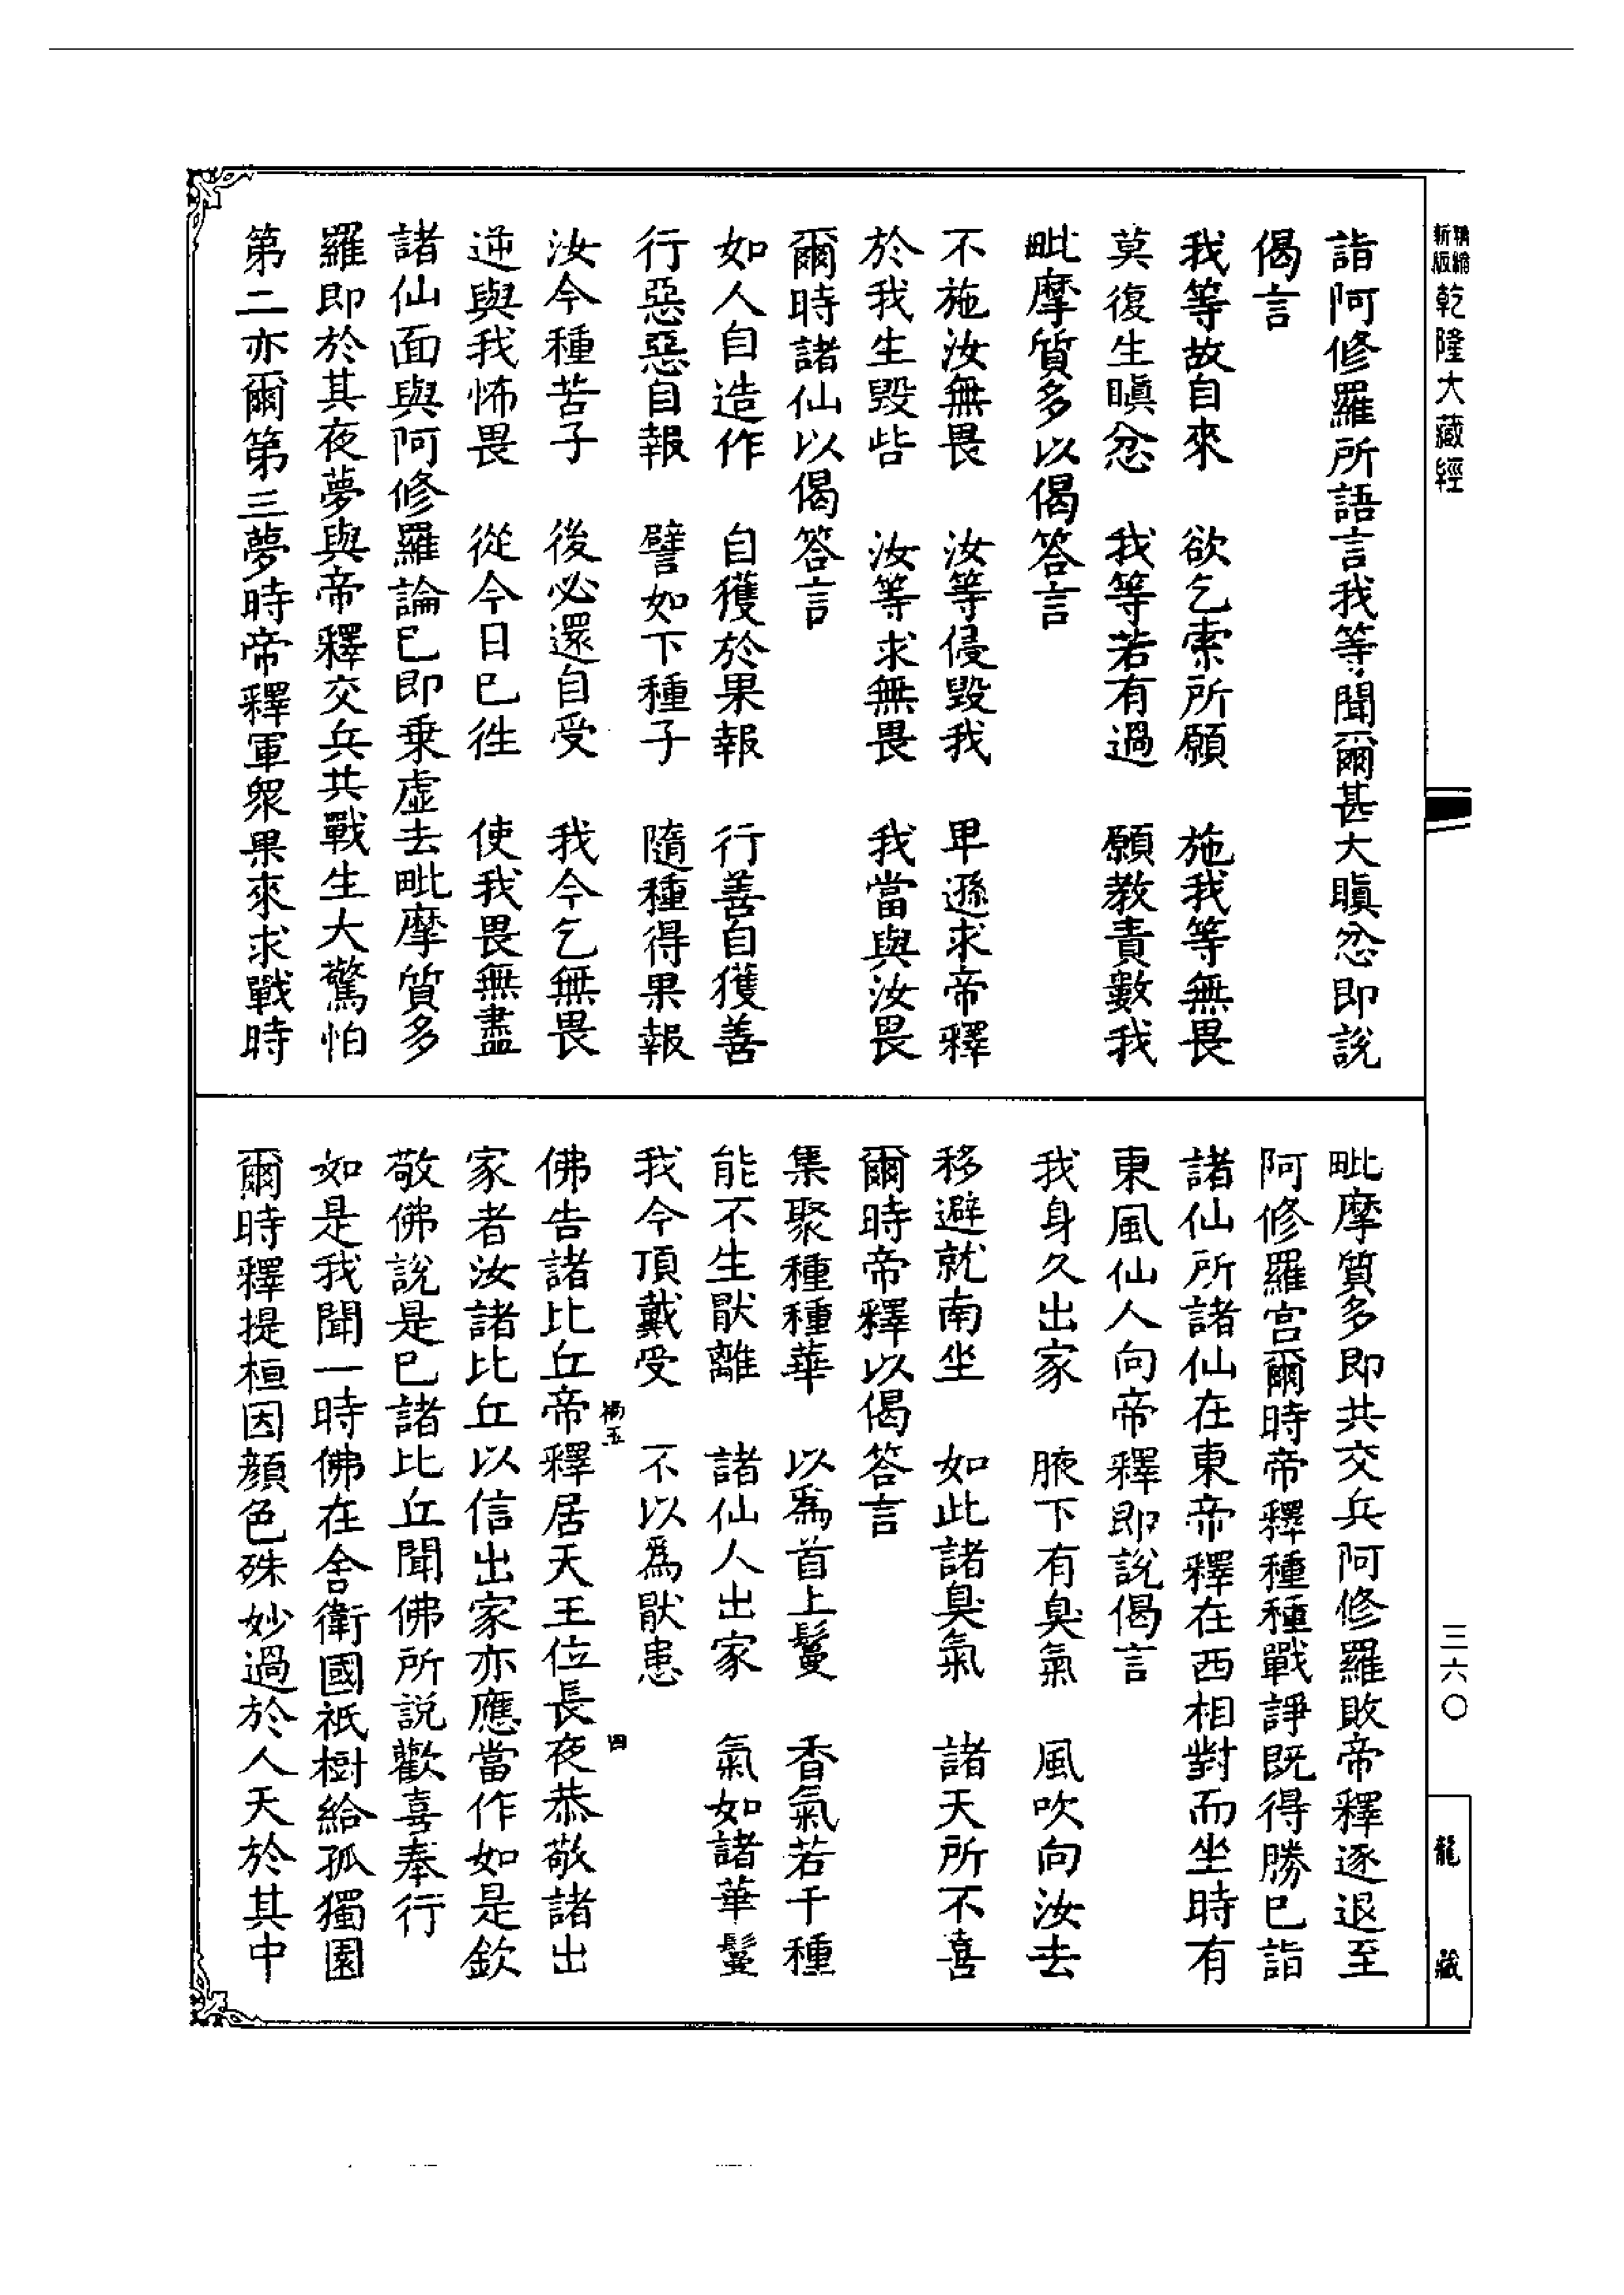 精縮新版乾隆大藏經
詣阿修羅所語言我等聞爾甚大瞋忿即說
偈言
我等故自來　欲乞索所願　施我等無畏
莫復生瞋忿　我等若有過　願教責數我
毗摩質多以偈答言
不施汝無畏　汝等侵毀我　卑遜求帝釋
於我生毀呰　汝等求無畏　我當與汝畏
爾時諸仙以偈答言
如人自造作　自獲於果報　行善自獲善
行惡惡自報　譬如下種子　隨種得果報
汝今種苦子　後必還自受　我今乞無畏
逆與我怖畏　從今日已往　使我畏無盡
諸仙面與阿修羅論已即乗虛去毗摩質多
羅即於其夜夢與帝釋交兵共戰生大驚怕
第二亦爾第三夢時帝釋軍眾果來求戰時
毗摩質多即共交兵阿修羅敗帝釋逐退至
阿修羅宫爾時帝釋種種戰諍既得勝已詣
諸仙所諸仙在東帝釋在西相對而坐時有
東風仙人向帝釋即說偈言
我身久出家　腋下有臭氣　風吹向汝去
移避就南坐　如此諸臭氣　諸天所不喜
爾時帝釋以偈答言
集聚種種華　以爲首上鬘　香氣若干種
能不生猒離　諸仙人出家　氣如諸華鬘
我今頂戴受　不以爲猒患
佛告諸比丘帝釋居天王位長夜恭敬諸出
家者汝諸比丘以信出家亦應當作如是欽
敬佛說是已諸比丘聞佛所說歡喜奉行
如是我聞一時佛在舍衛國祇樹給孤獨園
爾時釋提桓因顔色殊妙過於人天於其中
三六〇
龍藏
四